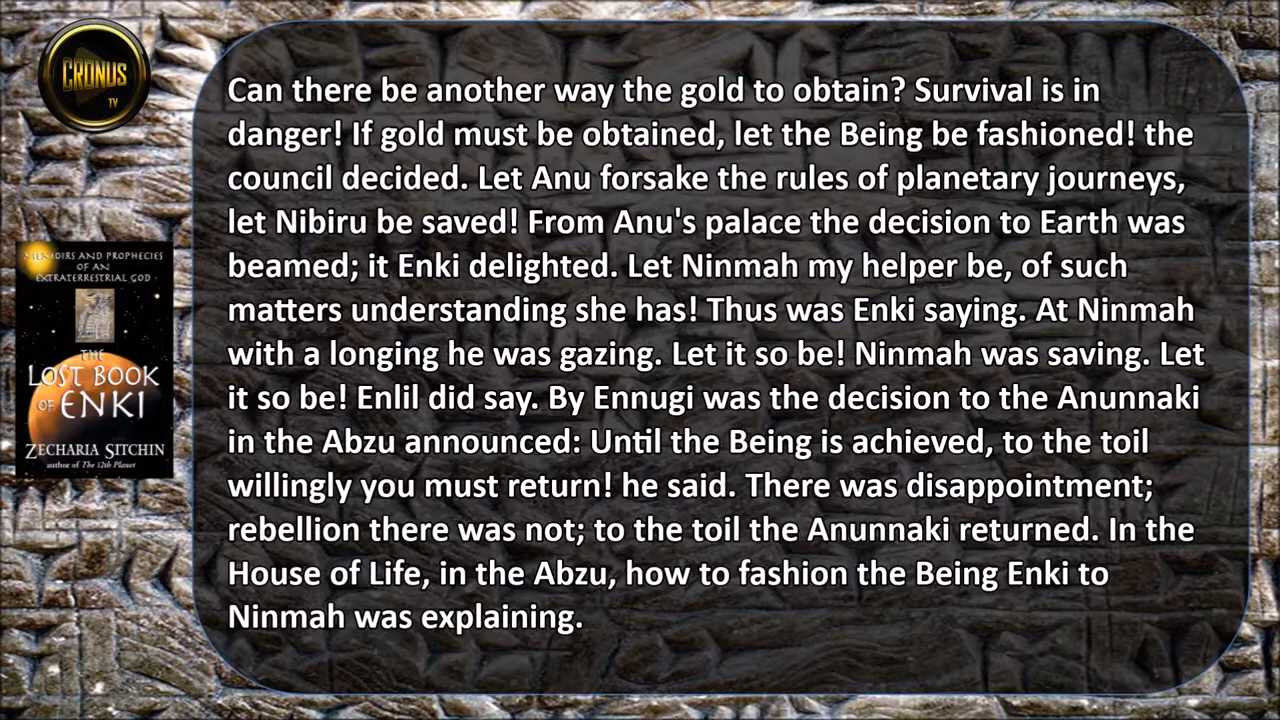 CRONUS
TV
Can there be another way the gold to obtain? Survival is in
danger! If gold must be obtained, let the Being be fashioned! the
council decided. Let Anu forsake the rules of planetary journeys,
let Nibiru be saved! From Anu's palace the decision to Earth was
beamed; it Enki delighted. Let Ninmah my helper be, of such
matters understanding she has! Thus was Enki saying. At Ninmah
with a longing he was gazing. Let it so be! Ninmah was saving. Let
it so be! Enlil did say. By Ennugi was the decision to the Anunnaki
in the Abzu announced: Until the Being is achieved, to the toil
willingly you must return! he said. There was disappointment;
rebellion there was not; to the toil the Anunnaki returned. In the
House of Life, in the Abzu, how to fashion the Being Enki to
Ninmah was explaining.
MEMOIRS AND PROPHECIES
OF AN
EXTRATERRESTRIAL GOD
THE
LOST BOOK
OF ENKI
ZECHARIA SITCHIN
author of The 12th Planet